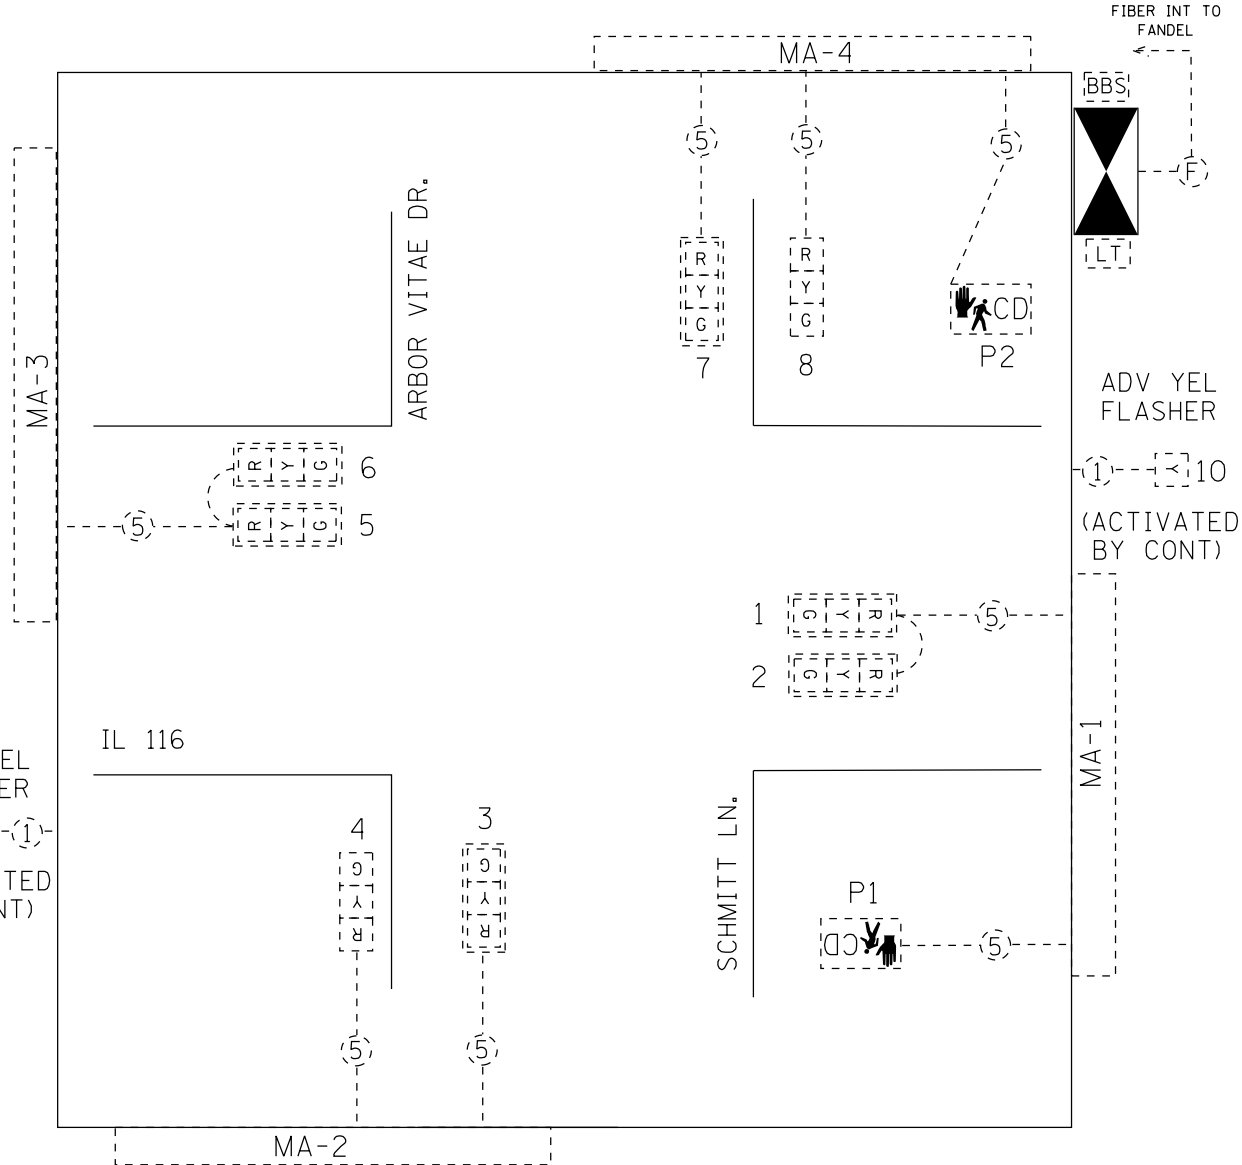 FIBER INT TO
FANDEL
MA-4
BBS
5
5
5
F
LT
R
Y
G
7
R
Y
G
8
CD
P2
ARBOR VITAE DR.
MA-3
ADV YEL
FLASHER
1
Y
10
(ACTIVATED
BY CONT)
R Y G
6
5
R Y G
5
1
G Y R
5
2
G Y R
MA-1
IL 116
EL
ER
1
TED
NT)
4
G
Y
R
3
G
Y
R
SCHMITT LN.
P1
CD
5
5
5
MA-2